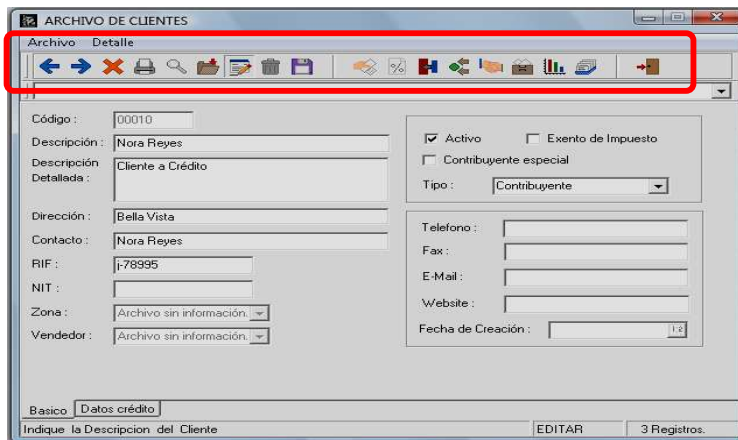 ARCHIVO DE CLIENTES
Archivo Detalle
Código : 00010
Descripción : Nora Reyes
Descripción Detallada : Cliente a Crédito
Dirección : Bella Vista
Contacto : Nora Reyes
RIF : j-78995
NIT :
Zona : Archivo sin información.
Vendedor : Archivo sin información.
Activo Exento de Impuesto
Contribuyente especial
Tipo : Contribuyente
Telefono :
Fax :
E-Mail :
Website :
Fecha de Creación :
Basico Datos crédito
Indique la Descripcion del Cliente EDITAR 3 Registros.